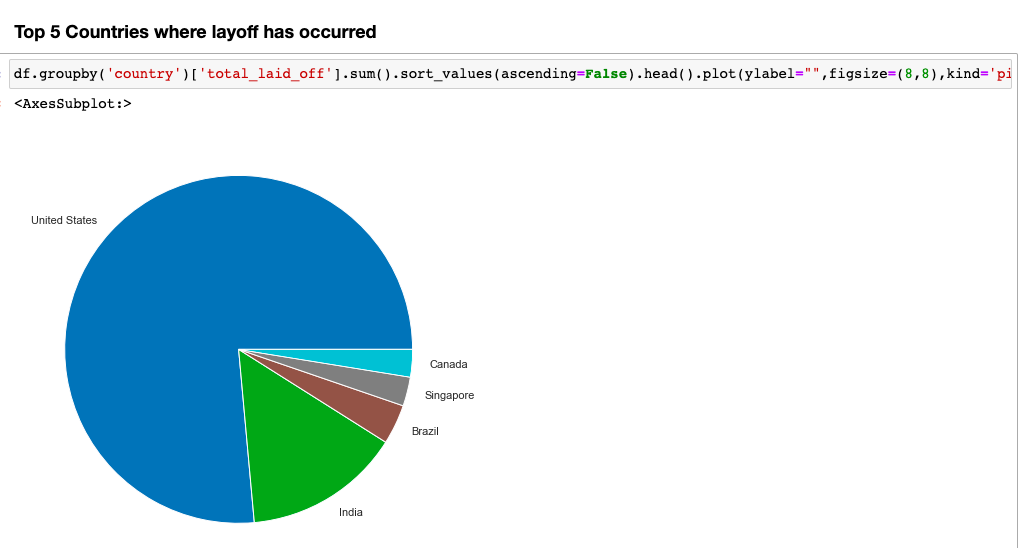 Top 5 Countries where layoff has occurred
df.groupby('country')['total_laid_off'].sum().sort_values(ascending=False).head().plot(ylabel="",figsize=(8,8),kind='pi
<AxesSubplot:>
United States
Canada
Singapore
Brazil
India